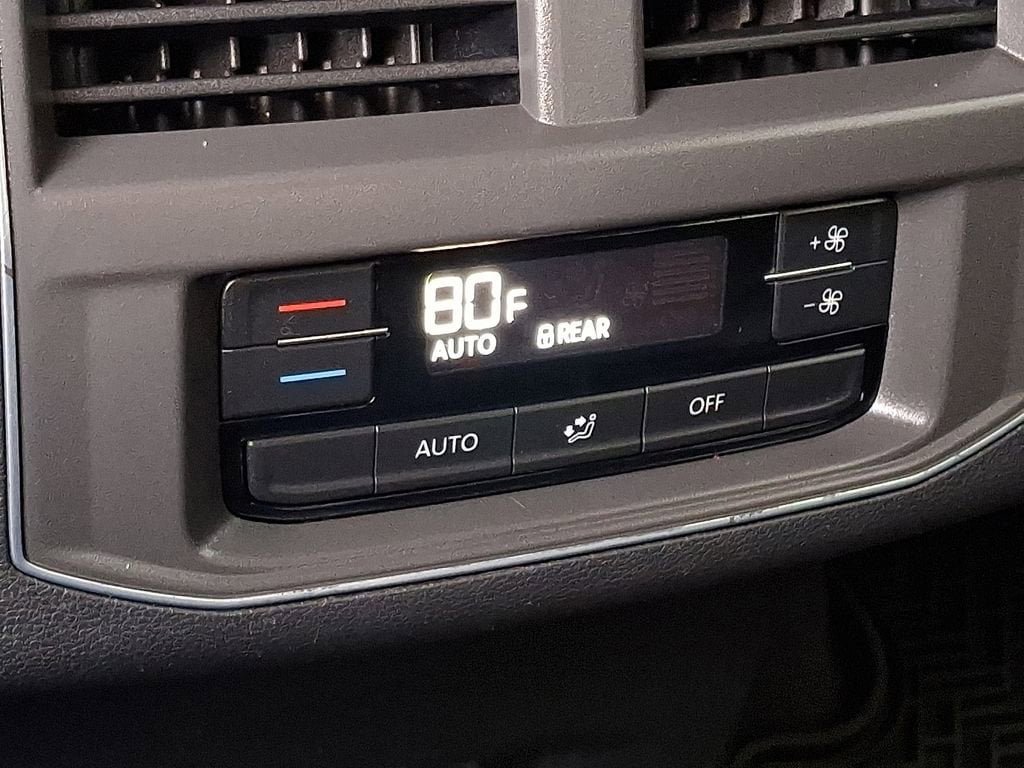 80F
AUTO REAR
+
-
AUTO OFF